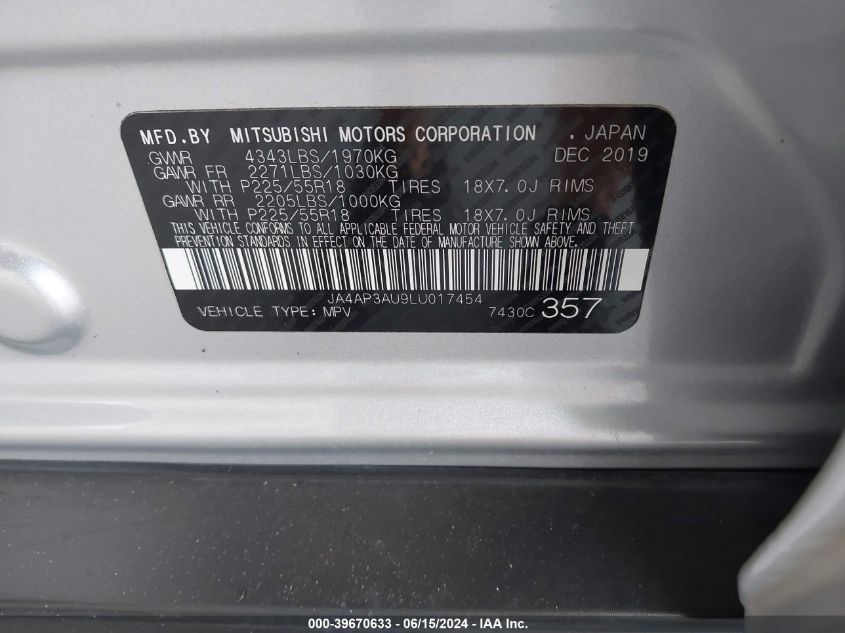 MFD.BY MITSUBISHI MOTORS CORPORATION . JAPAN
GVWR 4343LBS/1970KG DEC 2019
GAWR FR 2271LBS/1030KG
WITH P225/55R18 TIRES 18X7.0J RIMS
GAWR RR 2205LBS/1000KG
WITH P225/55R18 TIRES 18X7.0J RIMS
THIS VEHICLE CONFORMS TO ALL APPLICABLE FEDERAL MOTOR VEHICLE SAFETY AND THEFT
PREVENTION STANDARDS IN EFFECT ON THE DATE OF MANUFACTURE SHOWN ABOVE.
JA4AP3AU9LU017454
VEHICLE TYPE: MPV 7430C 357
000-39670633 - 06/15/2024 - IAA Inc.